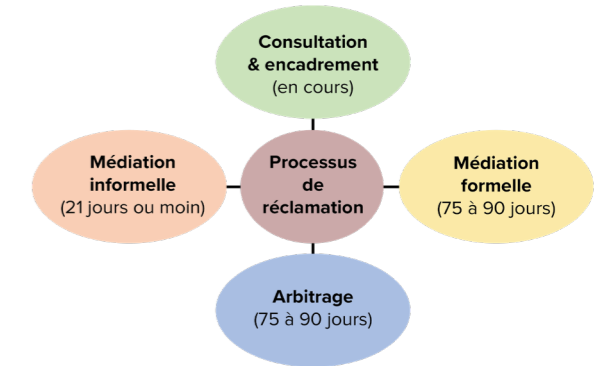 Consultation
& encadrement
(en cours)
Médiation
informelle
(21 jours ou moin)
Processus
de
réclamation
Médiation
formelle
(75 à 90 jours)
Arbitrage
(75 à 90 jours)